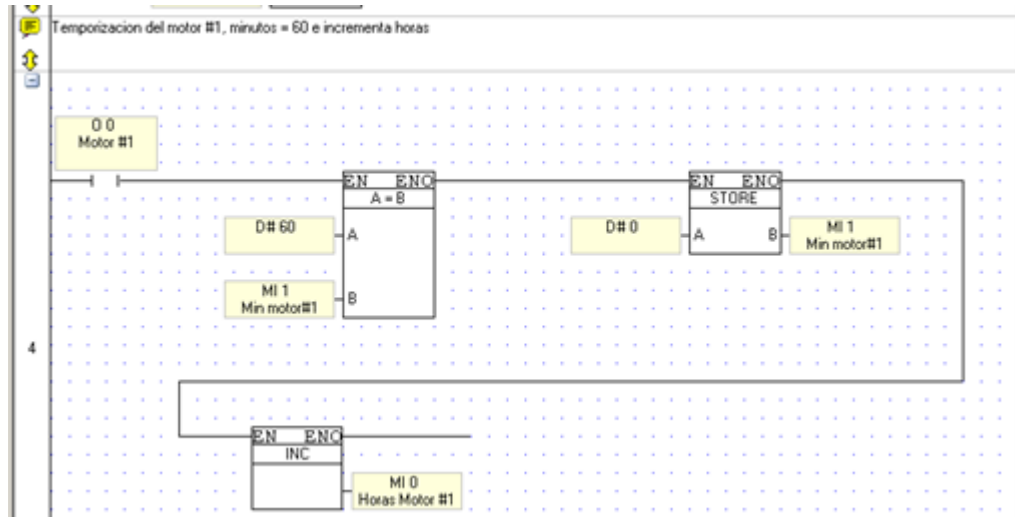 Temporizacion del motor #1, minutos = 60 e incrementa horas
O 0
Motor #1
EN ENO
A = B
D# 60
A
MI 1
Min motor#1
B
EN ENO
STORE
D# 0
A
B
MI 1
Min motor#1
4
EN ENO
INC
MI 0
Horas Motor #1